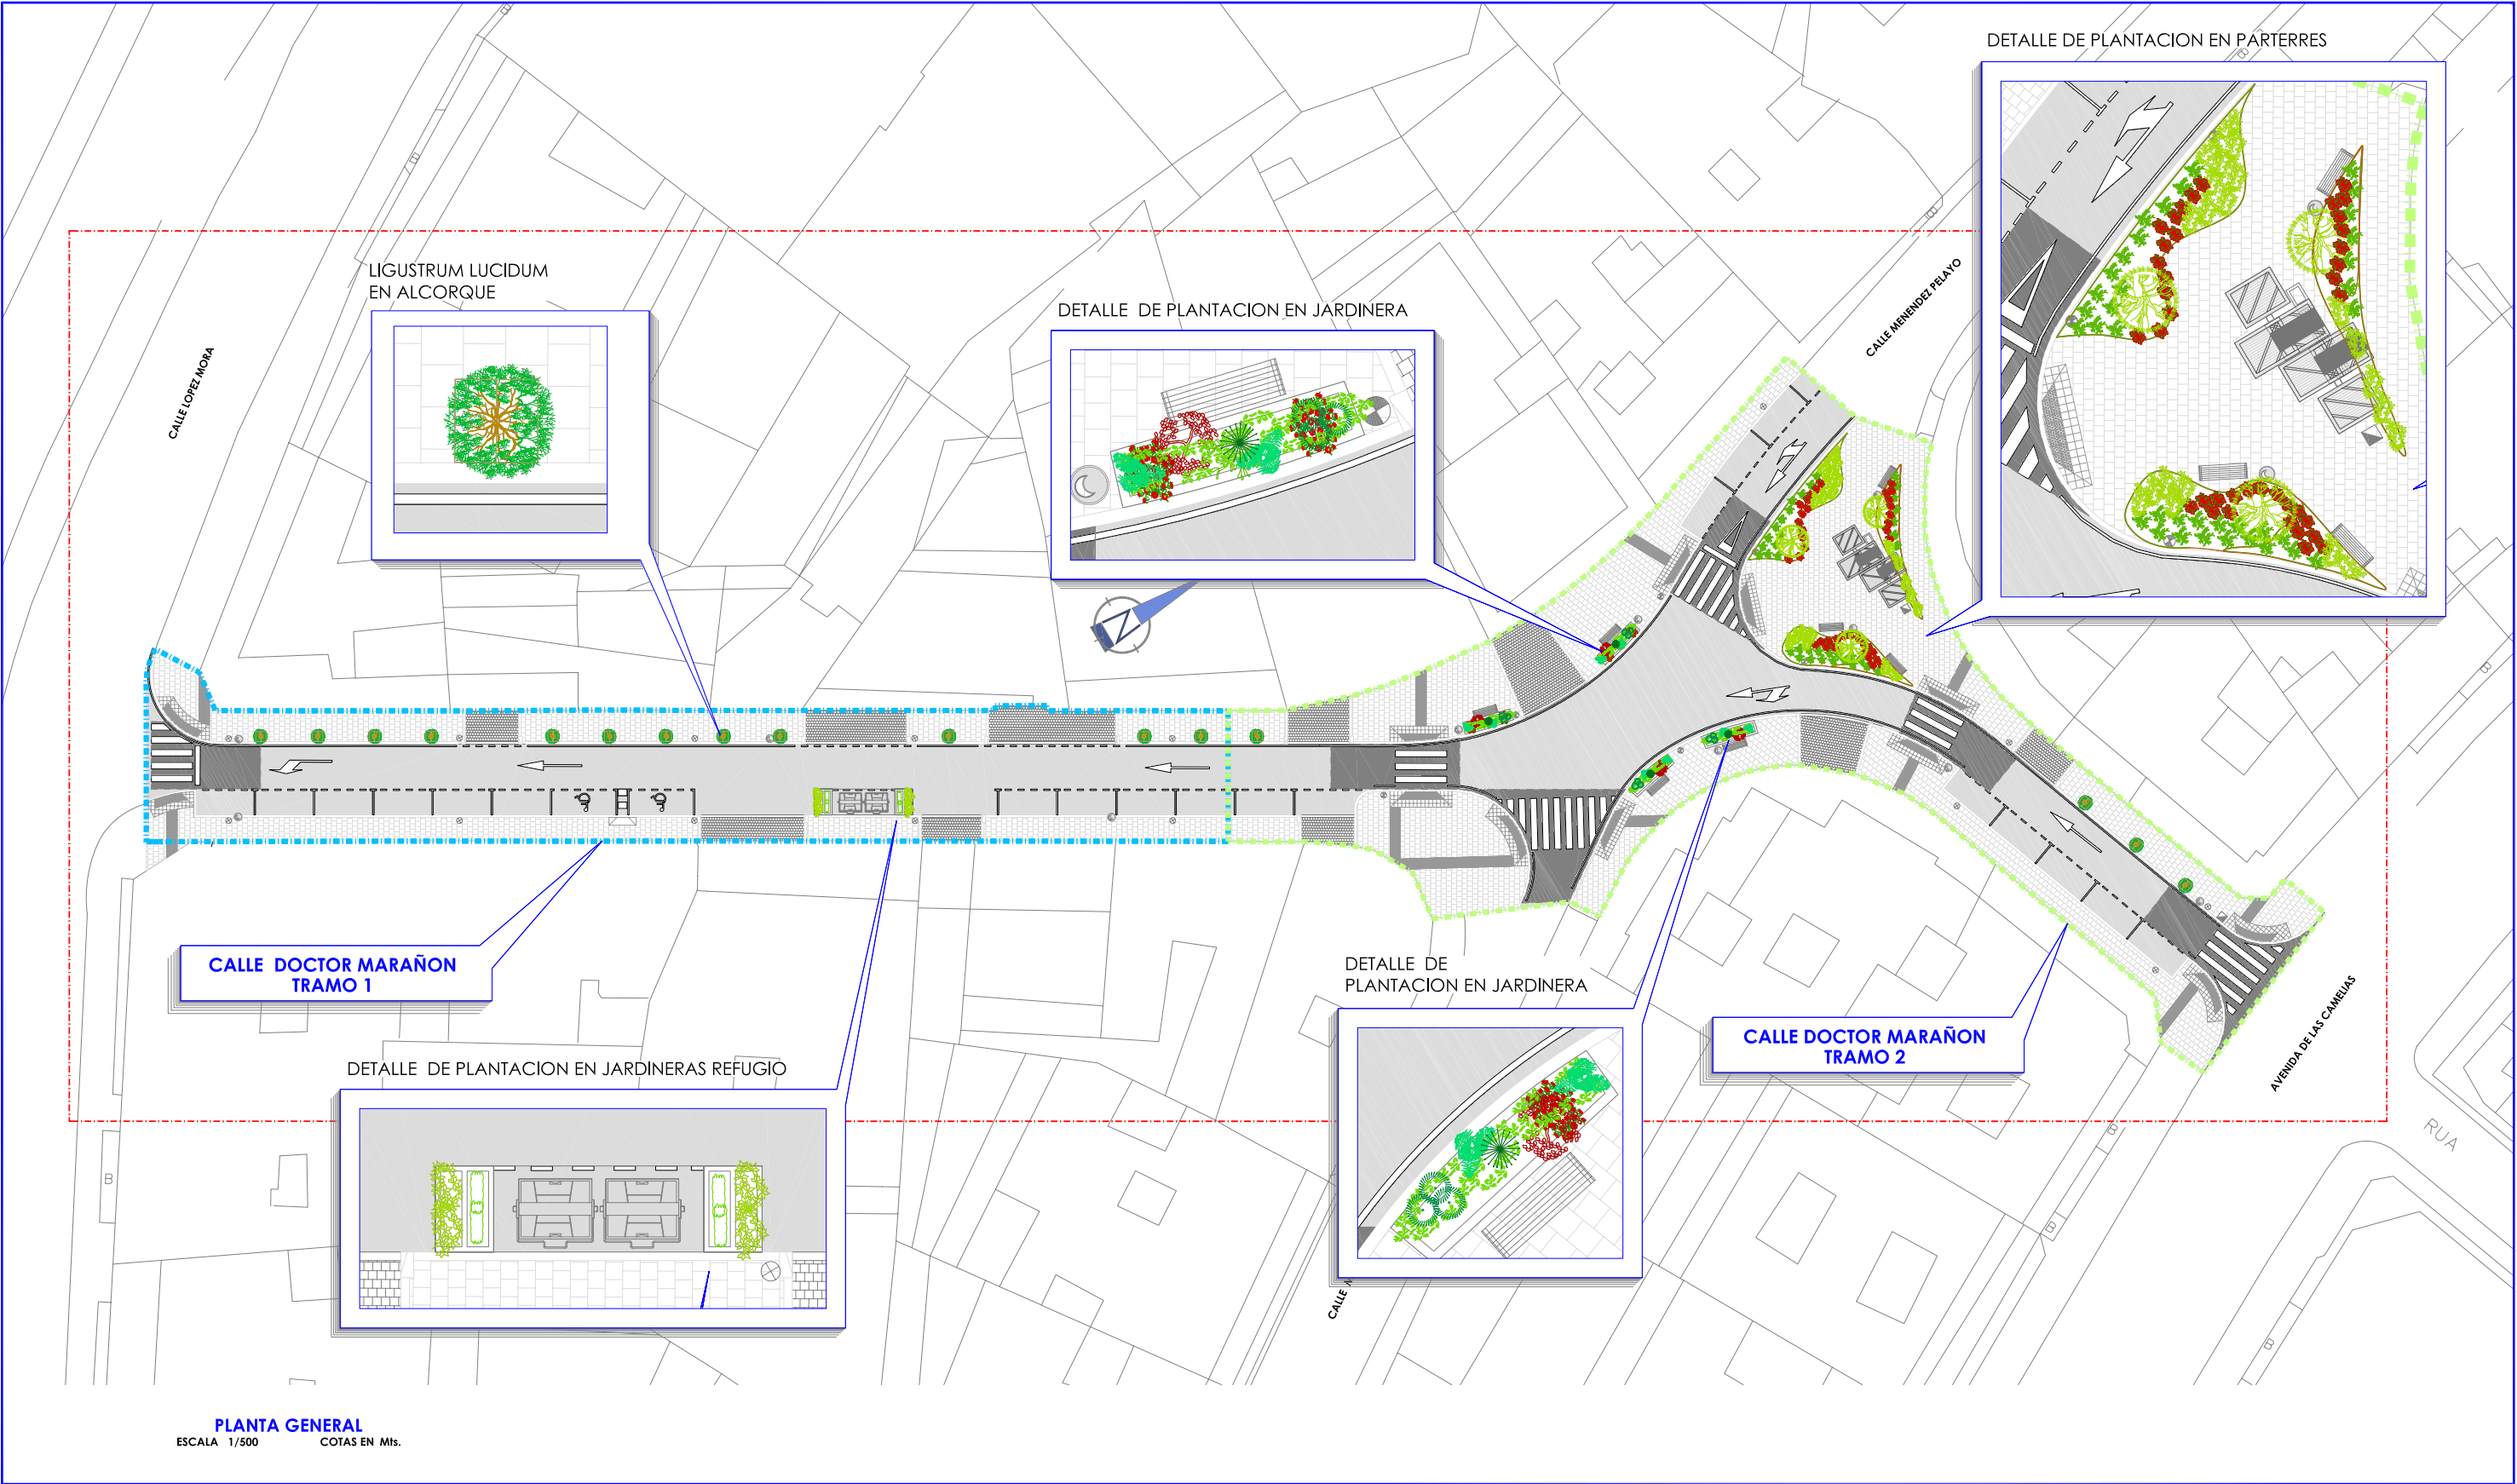 DETALLE DE PLANTACION EN PARTERRES
LIGUSTRUM LUCIDUM
EN ALCORQUE
DETALLE DE PLANTACION EN JARDINERA
CALLE MENENDEZ PELAYO
CALLE LOPEZ MORA
N
CALLE DOCTOR MARAÑON
TRAMO 1
DETALLE DE
PLANTACION EN JARDINERA
CALLE DOCTOR MARAÑON
TRAMO 2
AVENIDA DE LAS CAMELIAS
DETALLE DE PLANTACION EN JARDINERAS REFUGIO
RUA
CALLE
B
B
B
B
B
B
B
B
B
PLANTA GENERAL
ESCALA 1/500 COTAS EN Mts.